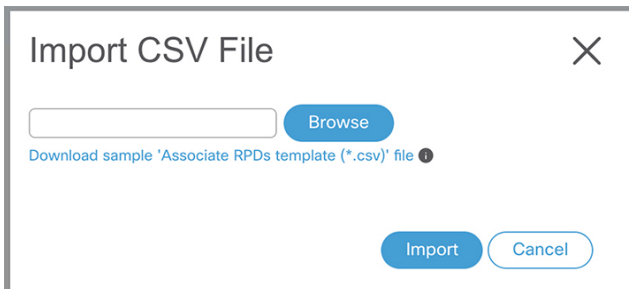 Import CSV File
Browse
Download sample 'Associate RPDs template (*.csv)' file
Import
Cancel